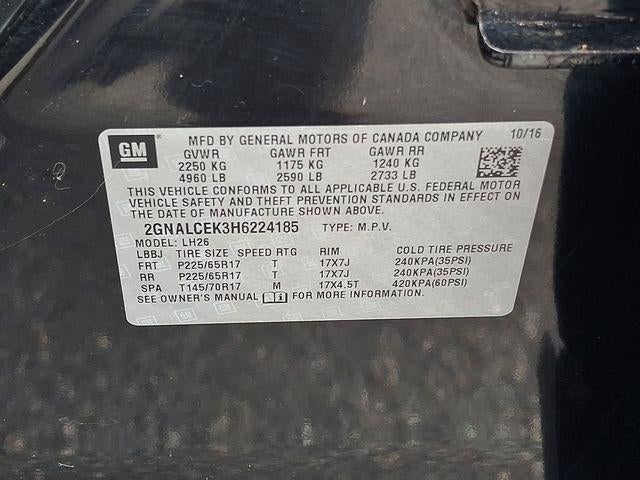 GM MFD BY GENERAL MOTORS OF CANADA COMPANY 10/16
GVWR GAWR FRT GAWR RR
2250 KG 1175 KG 1240 KG
4960 LB 2590 LB 2733 LB
THIS VEHICLE CONFORMS TO ALL APPLICABLE U.S. FEDERAL MOTOR
VEHICLE SAFETY AND THEFT PREVENTION STANDARDS IN EFFECT ON
THE DATE OF MANUFACTURE SHOWN ABOVE.
2GNALCEK3H6224185 TYPE: M.P.V.
MODEL: LH26
LBBJ TIRE SIZE SPEED RTG RIM COLD TIRE PRESSURE
FRT P225/65R17 T 17X7J 240KPA(35PSI)
RR P225/65R17 T 17X7J 240KPA(35PSI)
SPA T145/70R17 M 17X4.5T 420KPA(60PSI)
SEE OWNER'S MANUAL i FOR MORE INFORMATION.